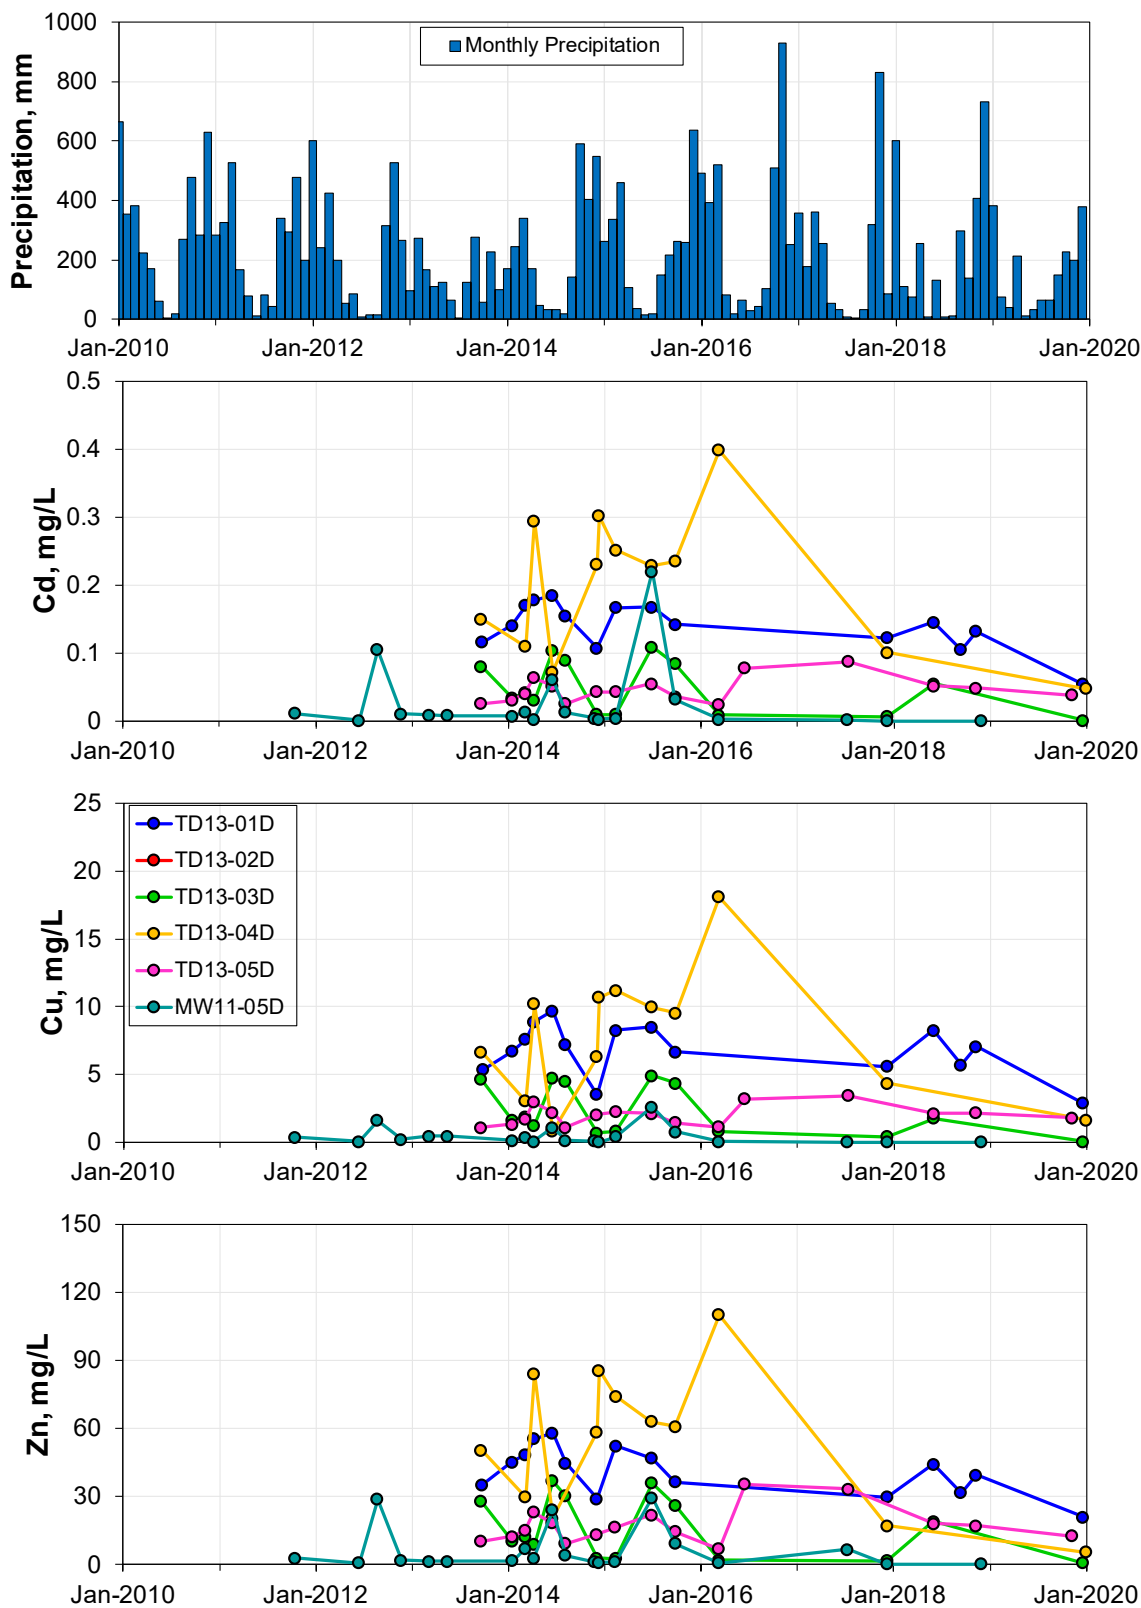 1000
Monthly Precipitation
800
600
400
200
0
Precipitation, mm
Jan-2010 Jan-2012 Jan-2014 Jan-2016 Jan-2018 Jan-2020
0.5
0.4
0.3
0.2
0.1
0
Cd, mg/L
Jan-2010 Jan-2012 Jan-2014 Jan-2016 Jan-2018 Jan-2020
25
20
15
10
5
0
Cu, mg/L
TD13-01D
TD13-02D
TD13-03D
TD13-04D
TD13-05D
MW11-05D
Jan-2010 Jan-2012 Jan-2014 Jan-2016 Jan-2018 Jan-2020
150
120
90
60
30
0
Zn, mg/L
Jan-2010 Jan-2012 Jan-2014 Jan-2016 Jan-2018 Jan-2020